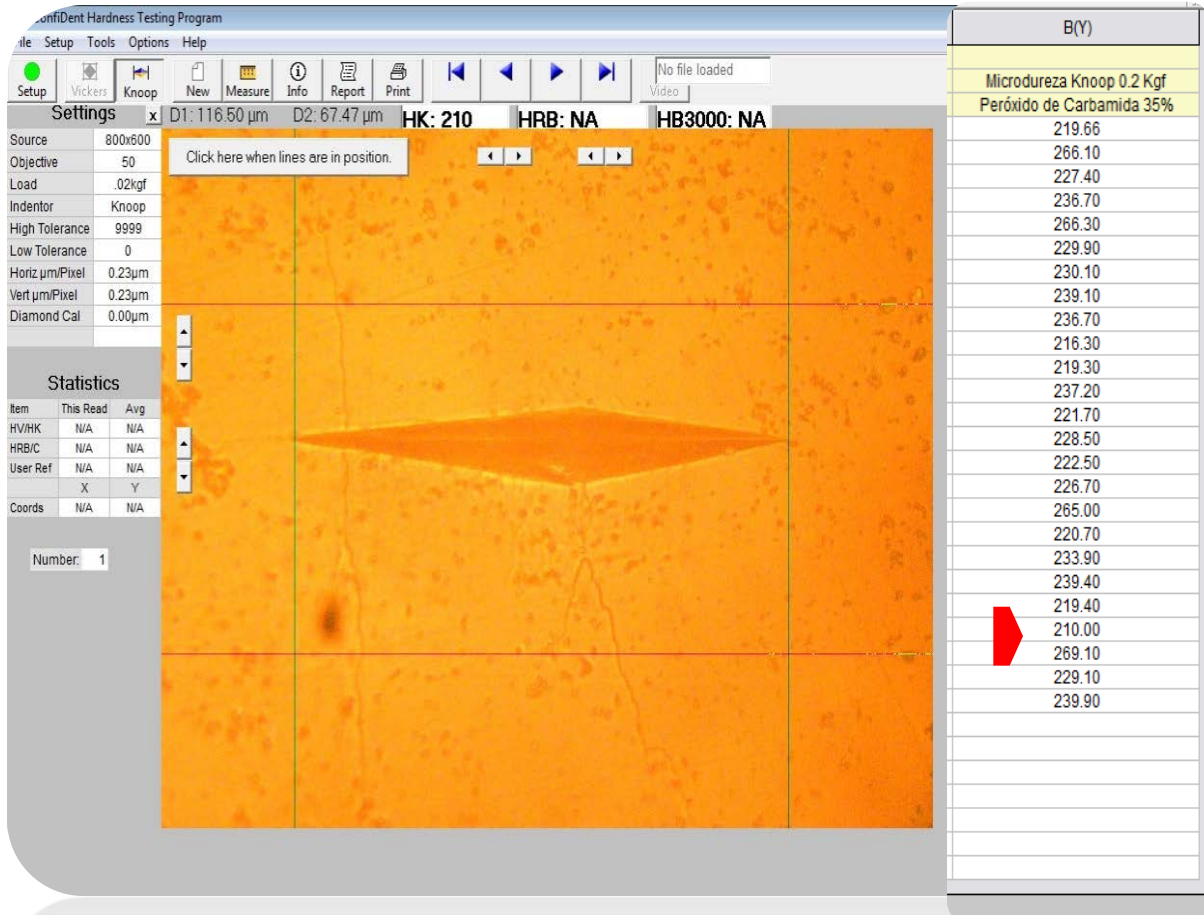 ConfiDent Hardness Testing Program
File Setup Tools Options Help
Setup Vickers Knoop New Measure Info Report Print Video
No file loaded
Settings x D1: 116.50 µm D2: 67.47 µm HK: 210 HRB: NA HB3000: NA
Click here when lines are in position.
Source 800x600
Objective 50
Load .02kgf
Indentor Knoop
High Tolerance 9999
Low Tolerance 0
Horiz µm/Pixel 0.23µm
Vert µm/Pixel 0.23µm
Diamond Cal 0.00µm
Statistics
Item This Read Avg
HV/HK N/A N/A
HRB/C N/A N/A
User Ref N/A N/A
X Y
Coords N/A N/A
Number: 1
B(Y)
Microdureza Knoop 0.2 Kgf
Peróxido de Carbamida 35%
219.66
266.10
227.40
236.70
266.30
229.90
230.10
239.10
236.70
216.30
219.30
237.20
221.70
228.50
222.50
226.70
265.00
220.70
233.90
239.40
219.40
210.00
269.10
229.10
239.90